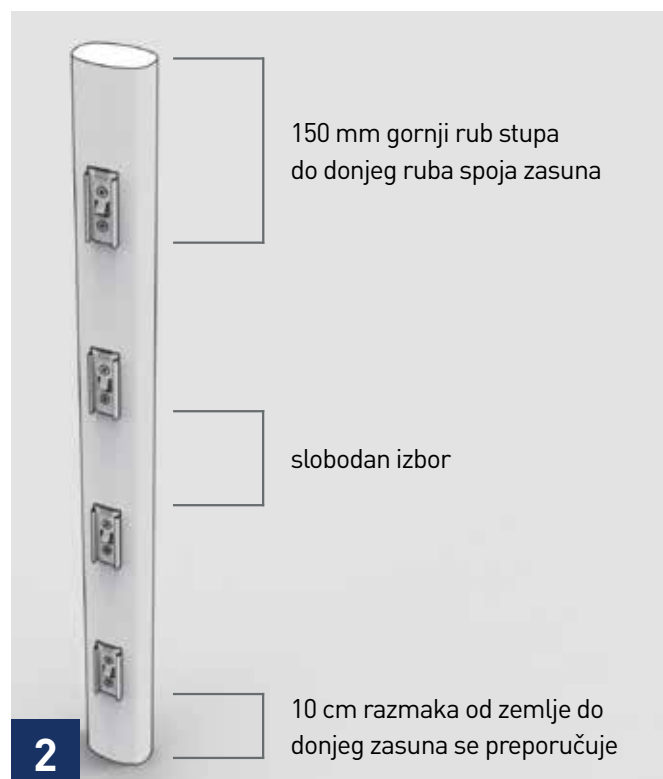 150 mm gornji rub stupa
do donjeg ruba spoja zasuna
slobodan izbor
10 cm razmaka od zemlje do
donjeg zasuna se preporučuje
2